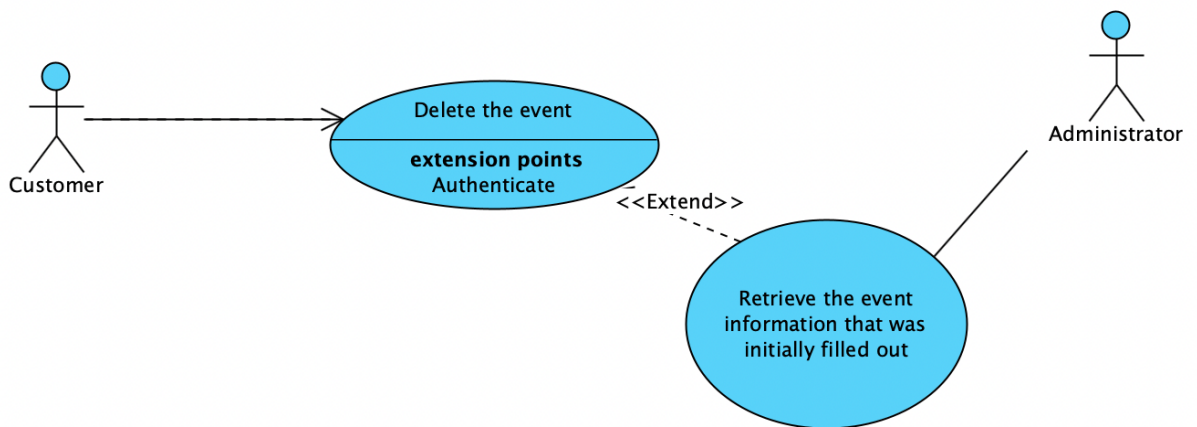 Customer
Delete the event
extension points
Authenticate
<<Extend>>
Administrator
Retrieve the event
information that was
initially filled out